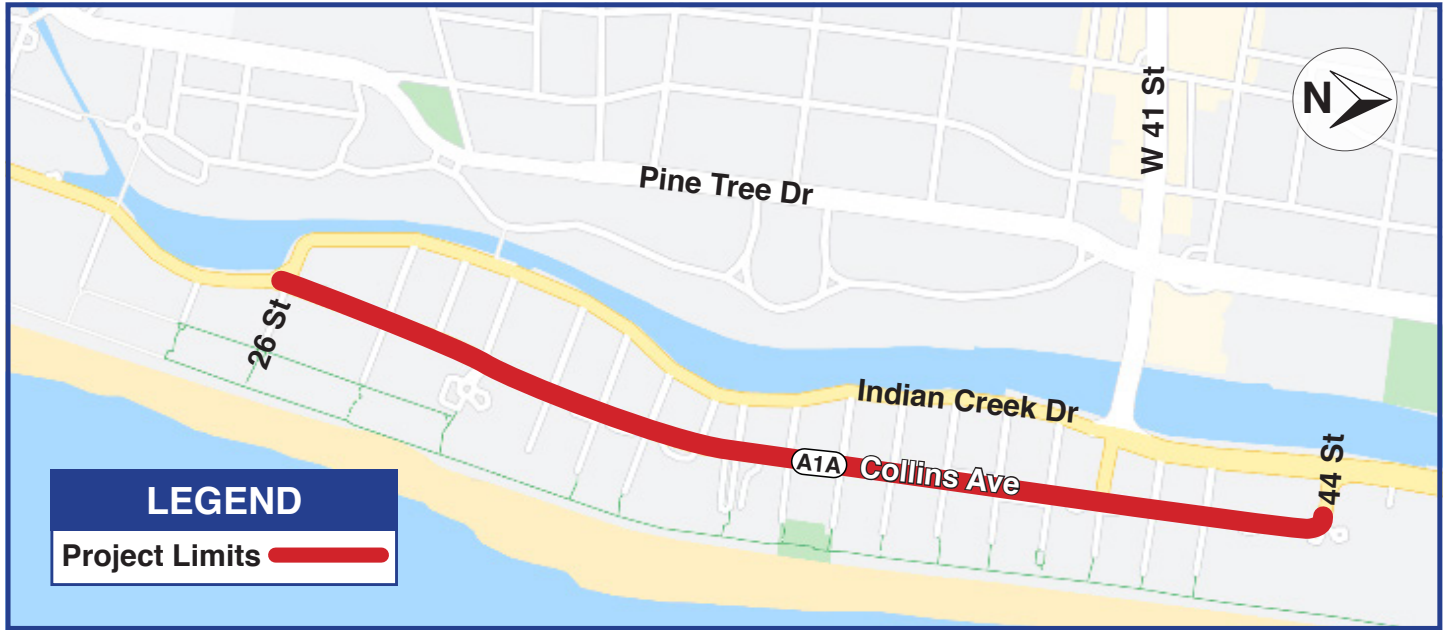 N
W 41 St
Pine Tree Dr
26 St
Indian Creek Dr
A1A Collins Ave
44 St
LEGEND
Project Limits